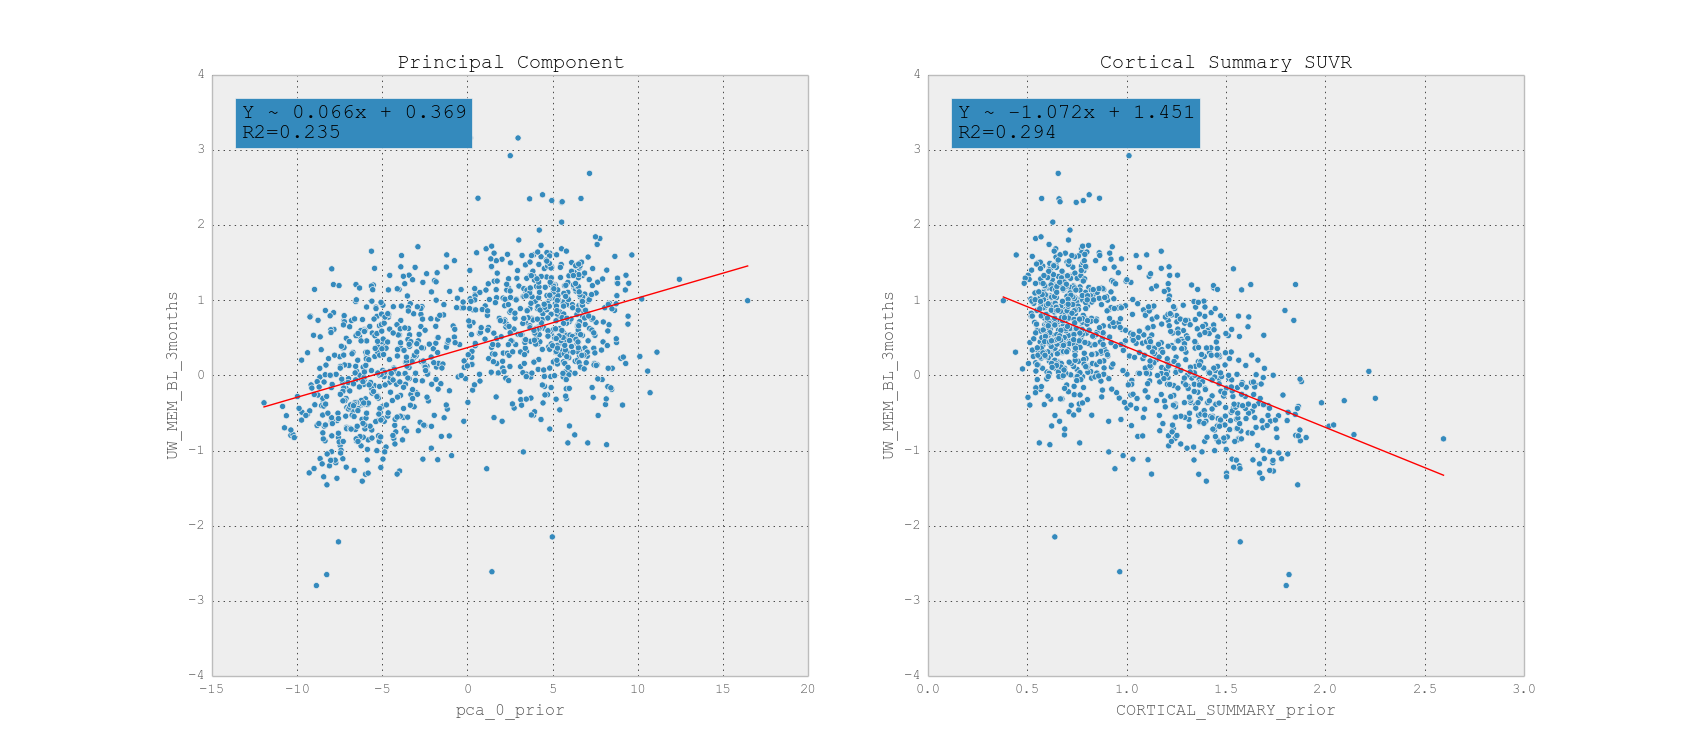 Principal Component
Y ~ 0.066x + 0.369
R2=0.235
4
3
2
1
0
−1
−2
−3
−4
UW_MEM_BL_3months
−15 −10 −5 0 5 10 15 20
pca_0_prior
Cortical Summary SUVR
Y ~ -1.072x + 1.451
R2=0.294
4
3
2
1
0
−1
−2
−3
−4
UW_MEM_BL_3months
0.0 0.5 1.0 1.5 2.0 2.5 3.0
CORTICAL_SUMMARY_prior